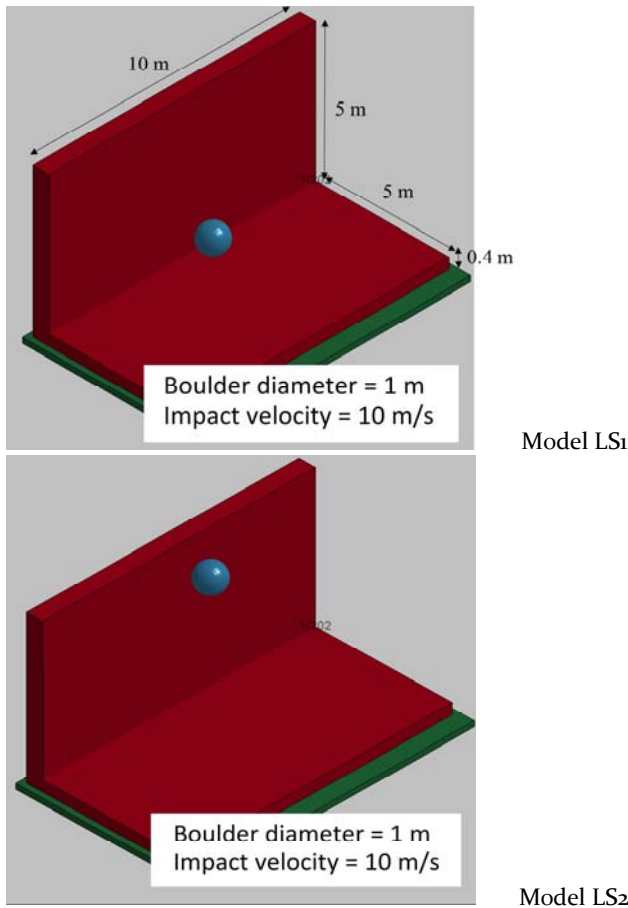 10 m
5 m
5 m
0.4 m
Boulder diameter = 1 m
Impact velocity = 10 m/s
Model LS1
Boulder diameter = 1 m
Impact velocity = 10 m/s
Model LS2